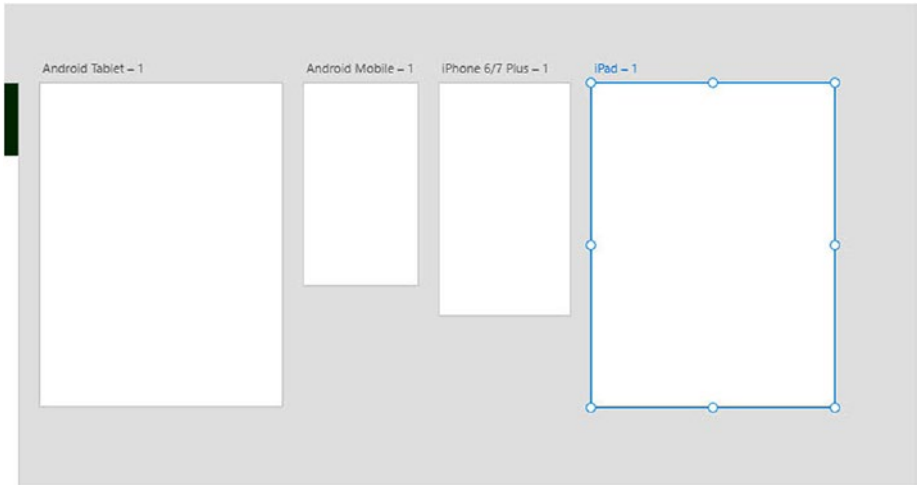 Android Tablet – 1
Android Mobile – 1
iPhone 6/7 Plus – 1
iPad – 1